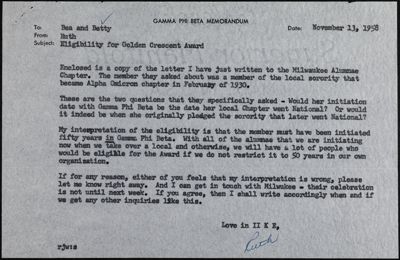 GAMMA PHI BETA MEMORANDUM
To: Bea and Betty
Date: November 13, 1958
From: Ruth
Subject: Eligibility for Golden Crescent Award
Enclosed is a copy of the letter I have just written to the Milwaukee Alumnae
Chapter. The member they asked about was a member of the local sorority that
became Alpha Omicron chapter in February of 1930.
These are the two questions that they specifically asked - Would her initiation
date with Gamma Phi Beta be the date her local Chapter went National? Or would
it indeed be when she originally pledged the sorority that later went National?
My interpretation of the eligibility is that the member must have been initiated
fifty years in Gamma Phi Beta. With all of the alumnae that we are initiating
now when we take over a local and otherwise, we will have a lot of people who
would be eligible for the Award if we do not restrict it to 50 years in our own
organization.
If for any reason, either of you feels that my interpretation is wrong, please
let me know right away. And I can get in touch with Milwukee - their celebration
is not until next week. If you agree, then I shall write accordingly when and if
we get any other inquiries like this.
Love in II K E,
Ruth
rjw:s